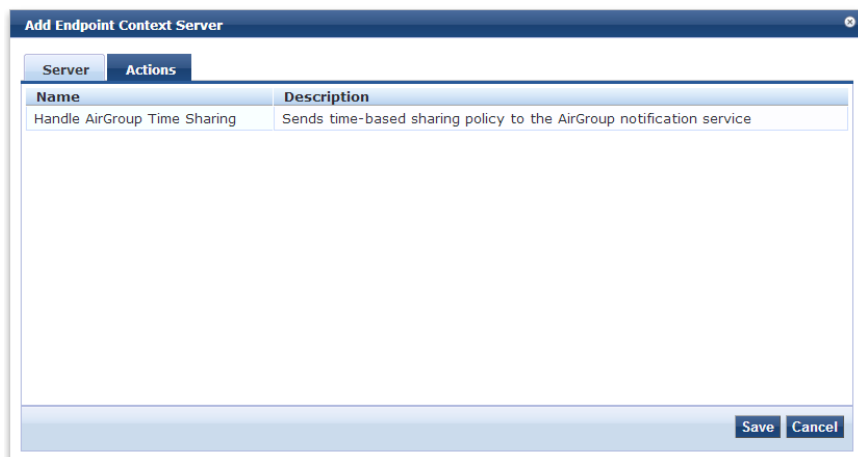 Add Endpoint Context Server
Server Actions
Name Description
Handle AirGroup Time Sharing Sends time-based sharing policy to the AirGroup notification service
Save Cancel